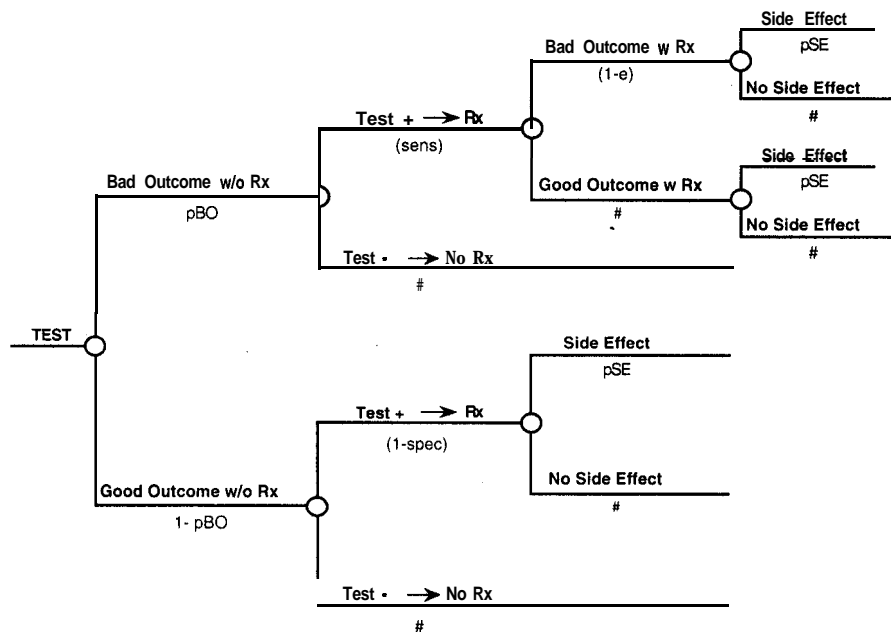 Side Effect
pSE
Bad Outcome w Rx
(1-e)
No Side Effect
#
Test + → Rx
(sens)
Side Effect
pSE
Good Outcome w Rx
#
No Side Effect
#
Bad Outcome w/o Rx
pBO
Test - → No Rx
#
TEST
Side Effect
pSE
Test + → Rx
(1-spec)
No Side Effect
#
Good Outcome w/o Rx
1- pBO
Test - → No Rx
#